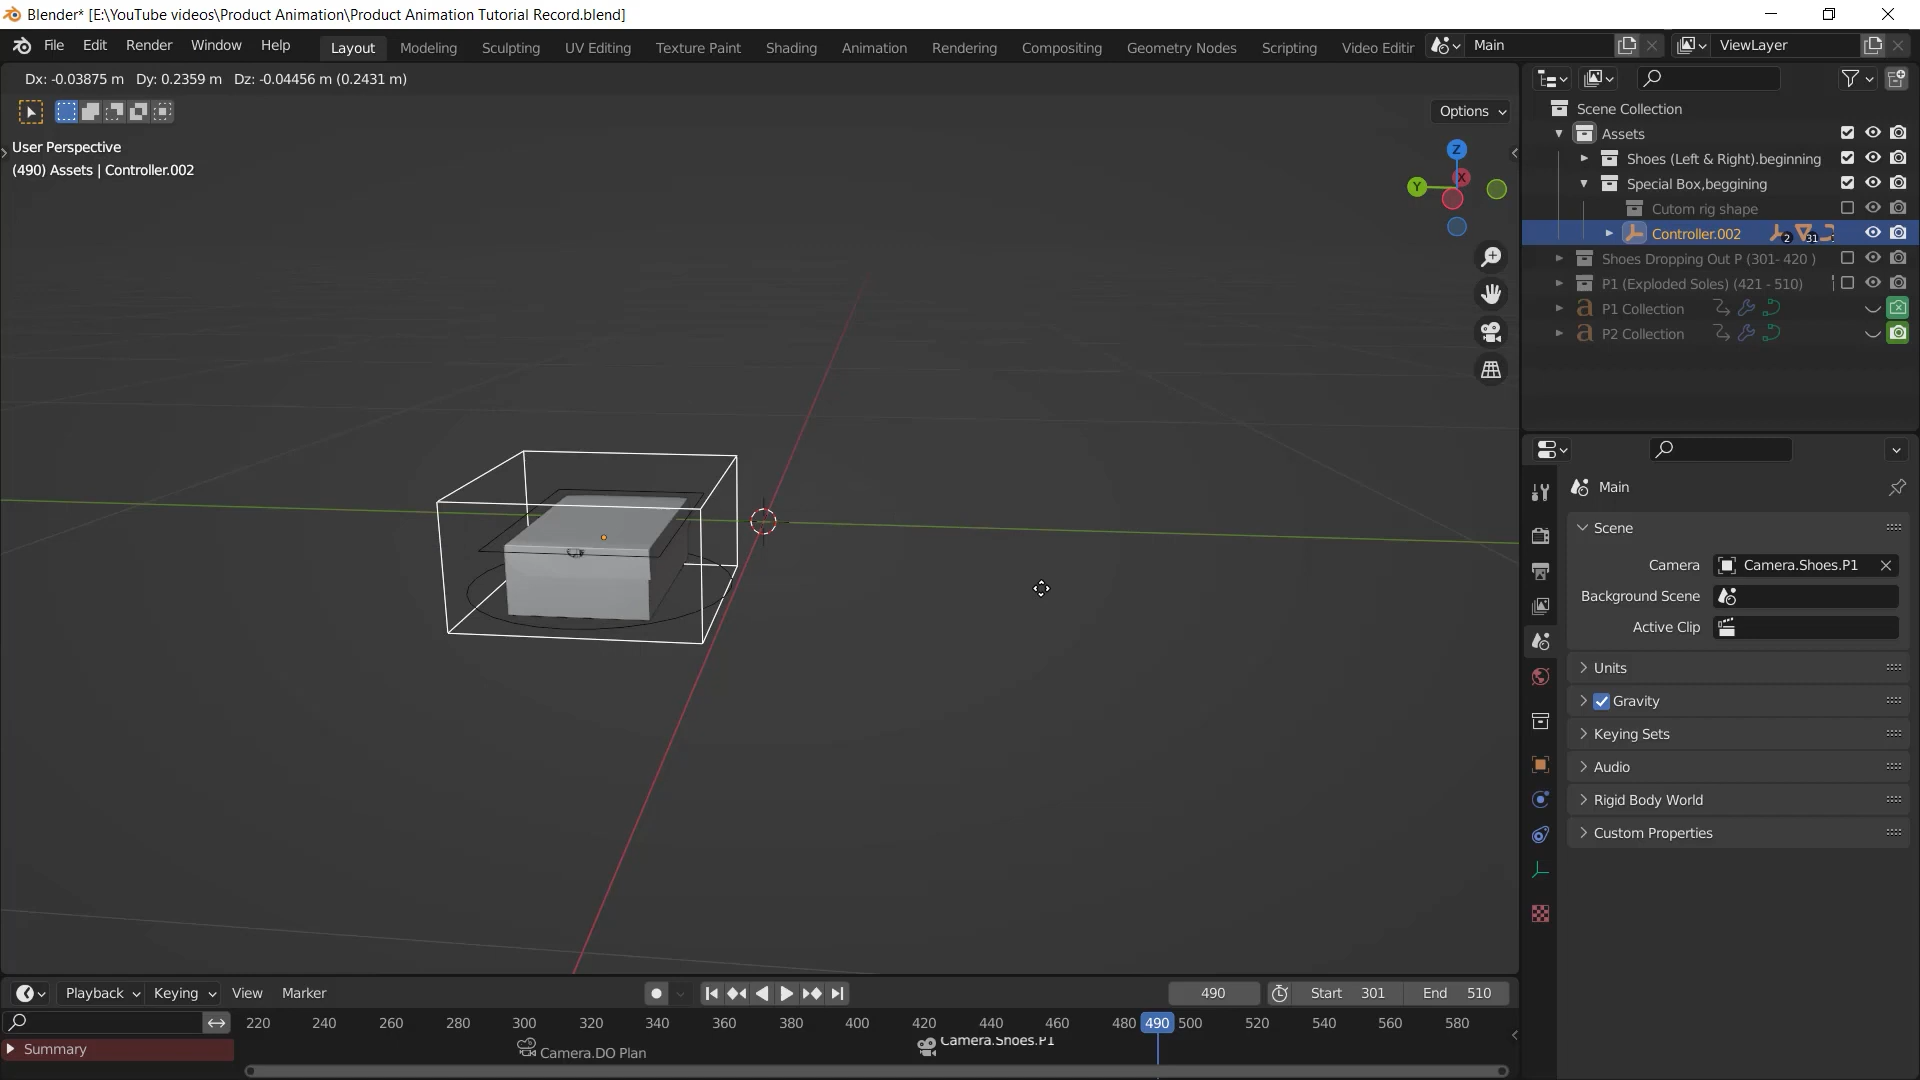 Blender* [E:\YouTube videos\Product Animation\Product Animation Tutorial Record.blend]
File Edit Render Window Help Layout Modeling Sculpting UV Editing Texture Paint Shading Animation Rendering Compositing Geometry Nodes Scripting Video Editir Main ViewLayer
Dx: -0.03875 m Dy: 0.2359 m Dz: -0.04456 m (0.2431 m)
Options
User Perspective
(490) Assets | Controller.002
Z
X
Y
Scene Collection
Assets
Shoes (Left & Right).beginning
Special Box,beggining
Cutom rig shape
Controller.002 2 31
Shoes Dropping Out P (301- 420 )
P1 (Exploded Soles) (421 - 510)
P1 Collection
P2 Collection
Main
Scene
Camera Camera.Shoes.P1
Background Scene
Active Clip
Units
Gravity
Keying Sets
Audio
Rigid Body World
Custom Properties
Playback Keying View Marker 490 Start 301 End 510
220 240 260 280 300 320 340 360 380 400 420 440 460 480 490 500 520 540 560 580
Summary
Camera.DO Plan
Camera.Shoes.P1